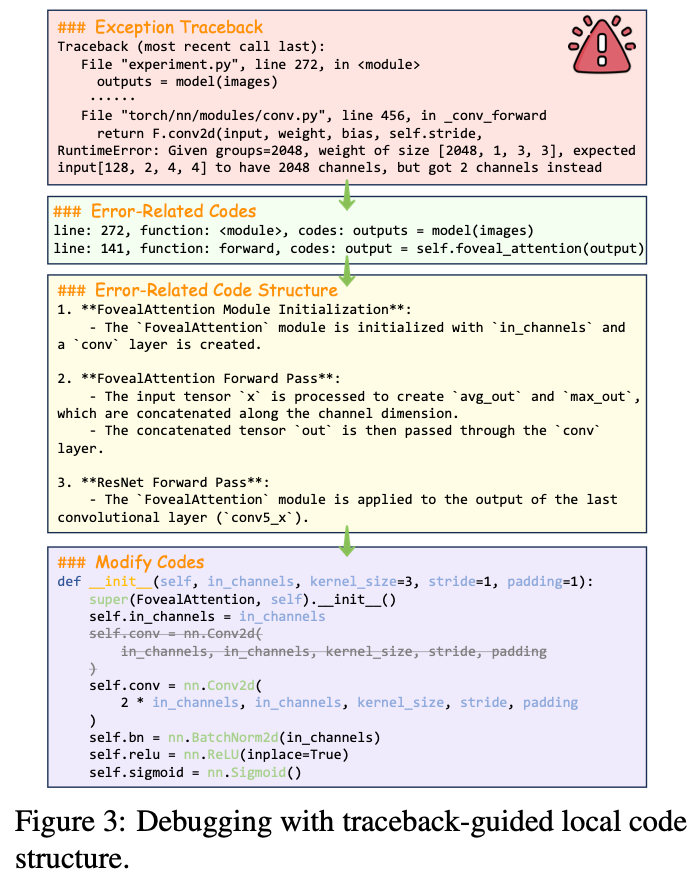 ### Exception Traceback
Traceback (most recent call last):
File "experiment.py", line 272, in <module>
outputs = model(images)
......
File "torch/nn/modules/conv.py", line 456, in _conv_forward
return F.conv2d(input, weight, bias, self.stride,
RuntimeError: Given groups=2048, weight of size [2048, 1, 3, 3], expected
input[128, 2, 4, 4] to have 2048 channels, but got 2 channels instead
### Error-Related Codes
line: 272, function: <module>, codes: outputs = model(images)
line: 141, function: forward, codes: output = self.foveal_attention(output)
### Error-Related Code Structure
1. **FovealAttention Module Initialization**:
- The `FovealAttention` module is initialized with `in_channels` and
a `conv` layer is created.
2. **FovealAttention Forward Pass**:
- The input tensor `x` is processed to create `avg_out` and `max_out`,
which are concatenated along the channel dimension.
- The concatenated tensor `out` is then passed through the `conv`
layer.
3. **ResNet Forward Pass**:
- The `FovealAttention` module is applied to the output of the last
convolutional layer (`conv5_x`).
### Modify Codes
def __init__(self, in_channels, kernel_size=3, stride=1, padding=1):
super(FovealAttention, self).__init__()
self.in_channels = in_channels
self.conv = nn.Conv2d(
in_channels, in_channels, kernel_size, stride, padding
)
self.conv = nn.Conv2d(
2 * in_channels, in_channels, kernel_size, stride, padding
)
self.bn = nn.BatchNorm2d(in_channels)
self.relu = nn.ReLU(inplace=True)
self.sigmoid = nn.Sigmoid()
Figure 3: Debugging with traceback-guided local code
structure.